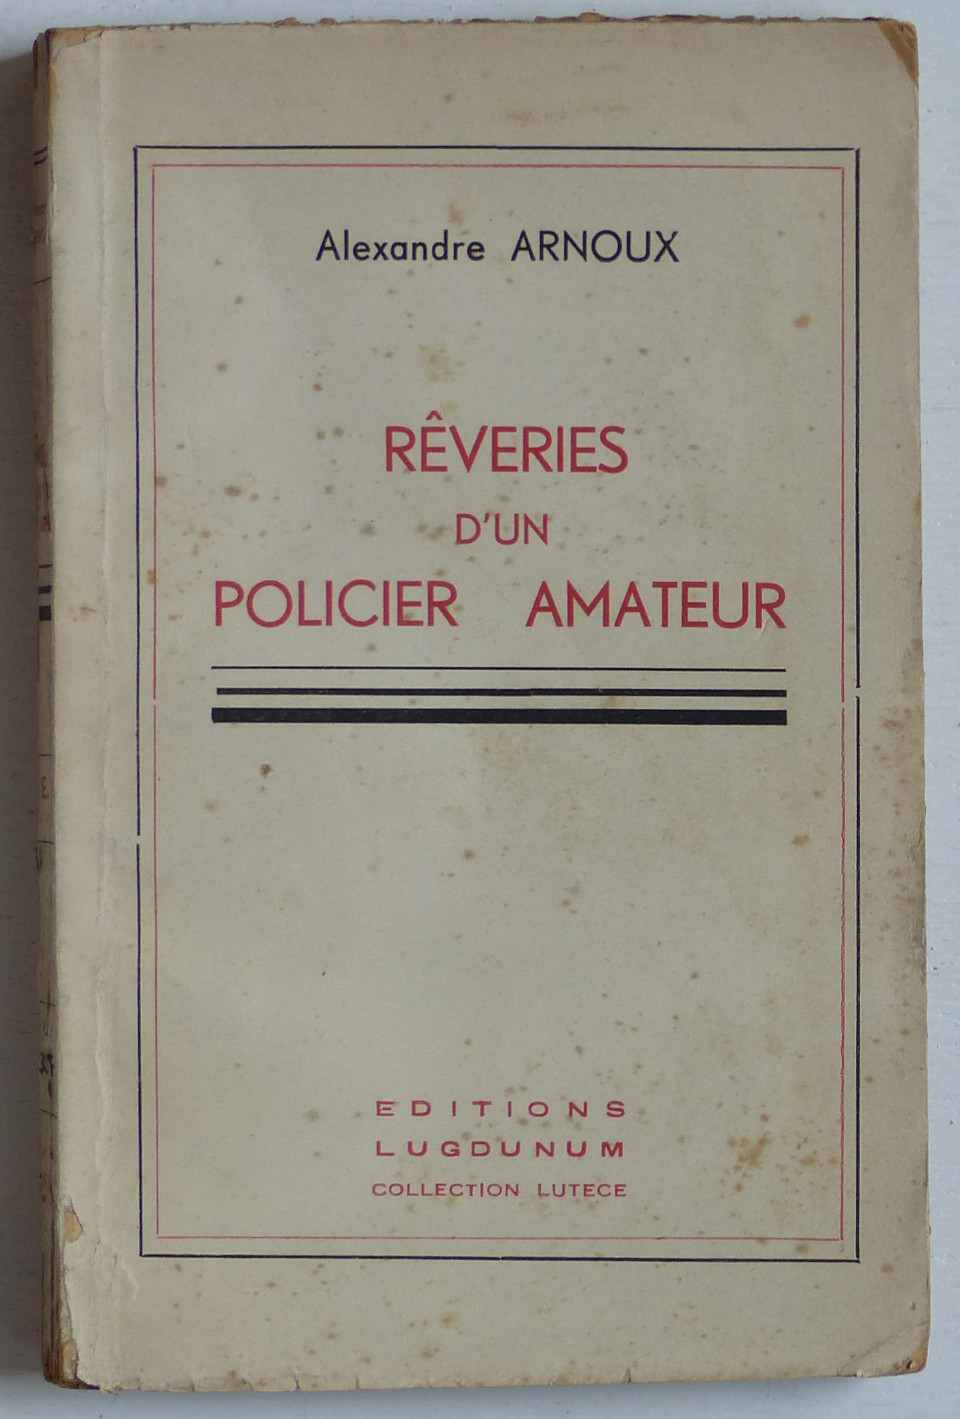 Alexandre ARNOUX
RÊVERIES
D'UN
POLICIER AMATEUR
EDITIONS
LUGDUNUM
COLLECTION LUTECE